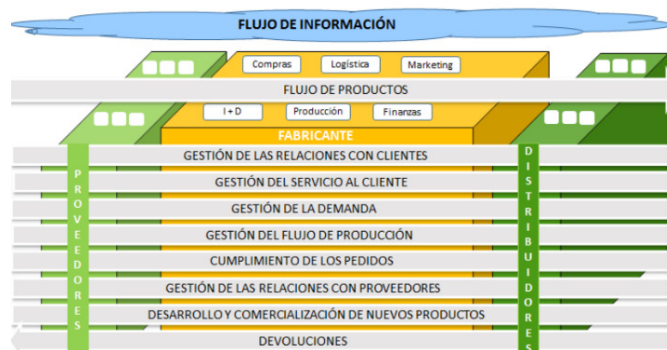 FLUJO DE INFORMACIÓN
Compras
Logística
Marketing
FLUJO DE PRODUCTOS
I + D
Producción
Finanzas
FABRICANTE
PROVEEDORES
DISTRIBUIDORES
GESTIÓN DE LAS RELACIONES CON CLIENTES
GESTIÓN DEL SERVICIO AL CLIENTE
GESTIÓN DE LA DEMANDA
GESTIÓN DEL FLUJO DE PRODUCCIÓN
CUMPLIMIENTO DE LOS PEDIDOS
GESTIÓN DE LAS RELACIONES CON PROVEEDORES
DESARROLLO Y COMERCIALIZACIÓN DE NUEVOS PRODUCTOS
DEVOLUCIONES